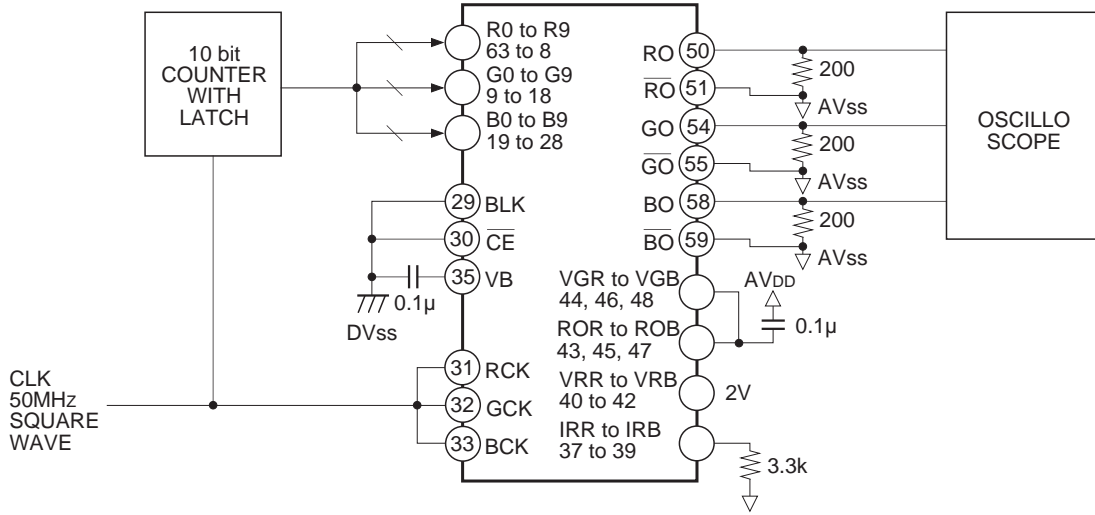 10 bit
COUNTER
WITH
LATCH
R0 to R9
63 to 8
G0 to G9
9 to 18
B0 to B9
19 to 28
29 BLK
30 CE
35 VB
0.1µ
DVss
31 RCK
32 GCK
33 BCK
CLK
50MHz
SQUARE
WAVE
RO 50
RO 51
GO 54
GO 55
BO 58
BO 59
200
AVss
200
AVss
200
AVss
VGR to VGB
44, 46, 48
ROR to ROB
43, 45, 47
VRR to VRB
40 to 42
IRR to IRB
37 to 39
AVDD
0.1µ
2V
3.3k
OSCILLO
SCOPE